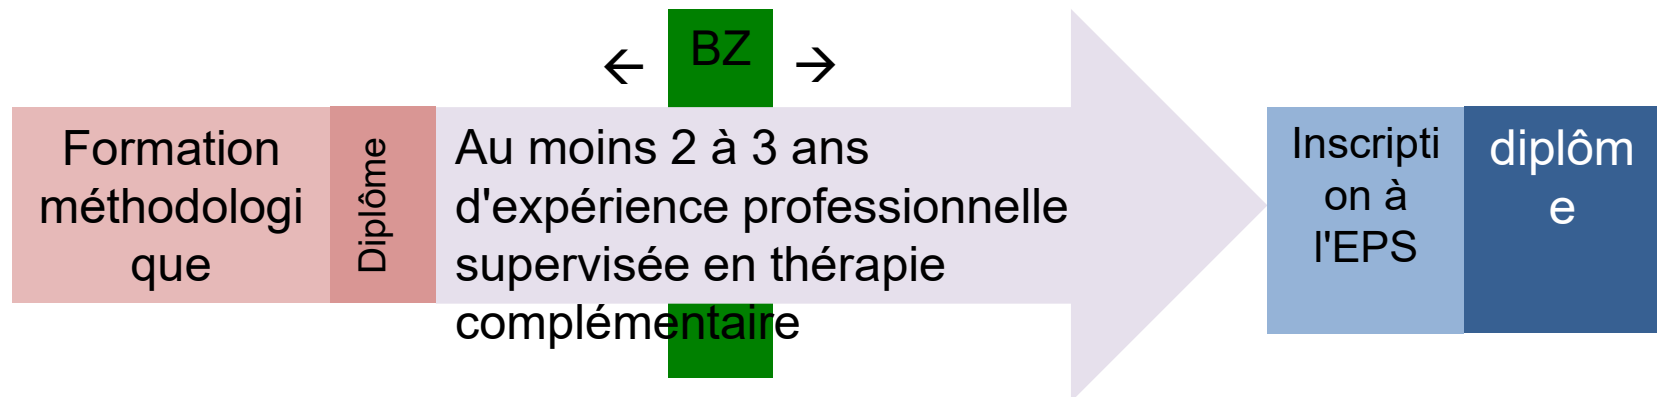 ← BZ →
Formation
méthodologi
que
Diplôme
Au moins 2 à 3 ans
d'expérience professionnelle
supervisée en thérapie
complémentaire
Inscripti
on à
l'EPS
diplôm
e